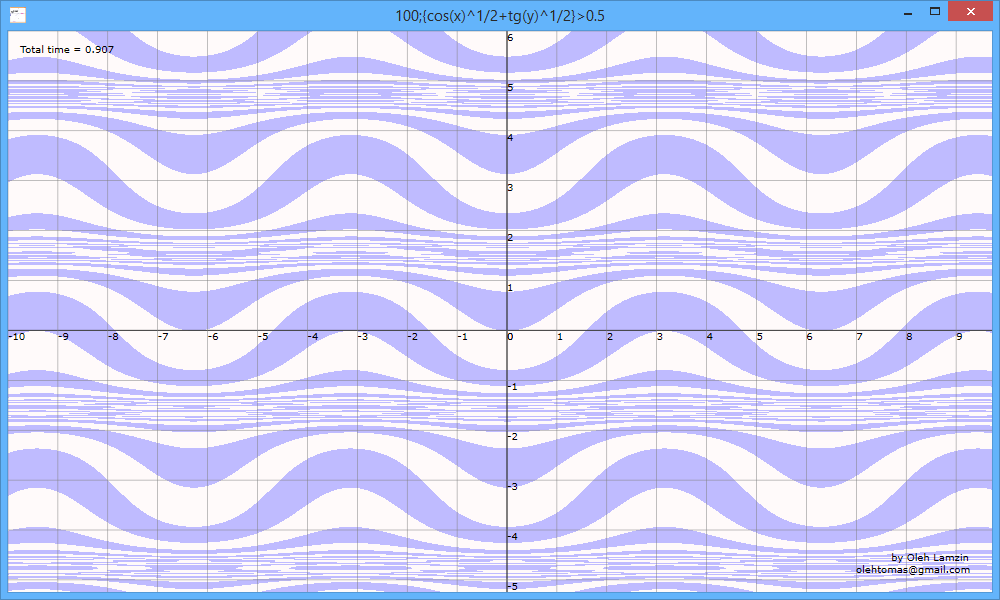 100;{cos(x)^1/2+tg(y)^1/2}>0.5
Total time = 0.907
6
5
4
3
2
1
-10 -9 -8 -7 -6 -5 -4 -3 -2 -1 0 1 2 3 4 5 6 7 8 9
-1
-2
-3
-4
by Oleh Lamzin
olehtomas@gmail.com
-5